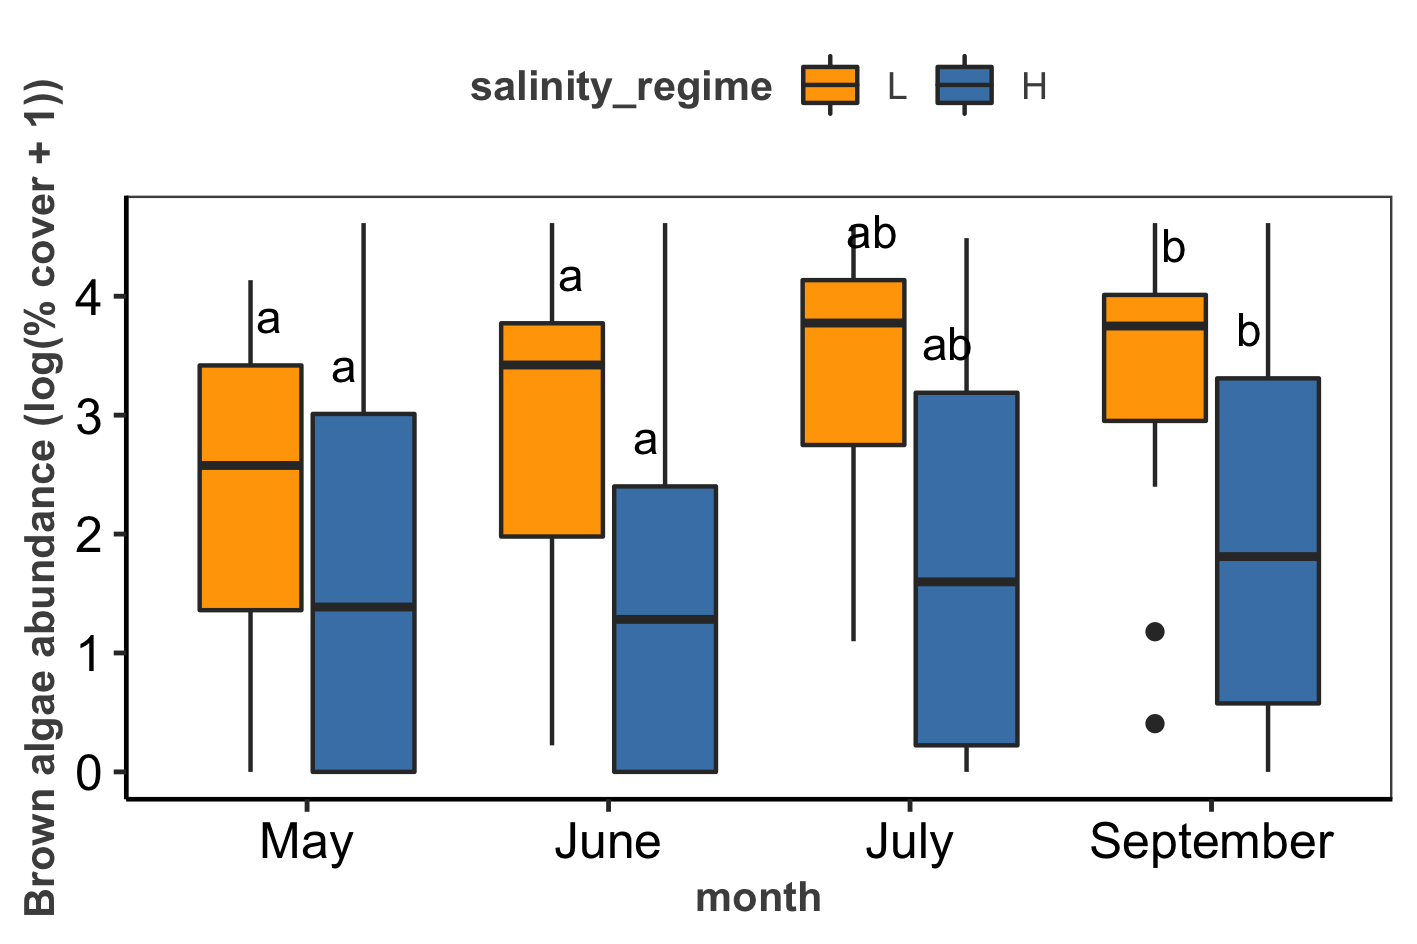 salinity_regime L H
Brown algae abundance (log(% cover + 1))
4
3
2
1
0
a
a
a
a
ab
ab
b
b
May June July September
month